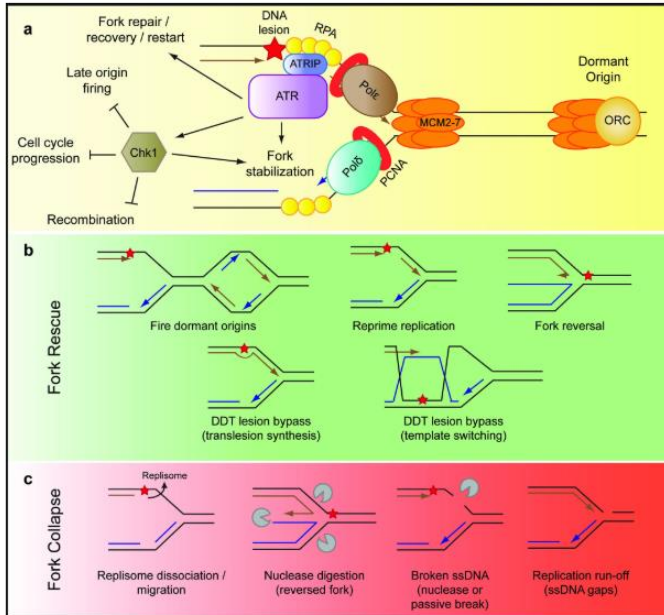 a
DNA
lesion
RPA
Fork repair /
recovery / restart
ATRIP
Polε
Late origin
firing
ATR
Dormant
Origin
MCM2-7
ORC
Cell cycle
progression
Chk1
Fork
stabilization
Polδ
PCNA
Recombination
b
Fork Rescue
Fire dormant origins
Reprime replication
Fork reversal
DDT lesion bypass
(translesion synthesis)
DDT lesion bypass
(template switching)
c
Fork Collapse
Replisome
Replisome dissociation /
migration
Nuclease digestion
(reversed fork)
Broken ssDNA
(nuclease or
passive break)
Replication run-off
(ssDNA gaps)